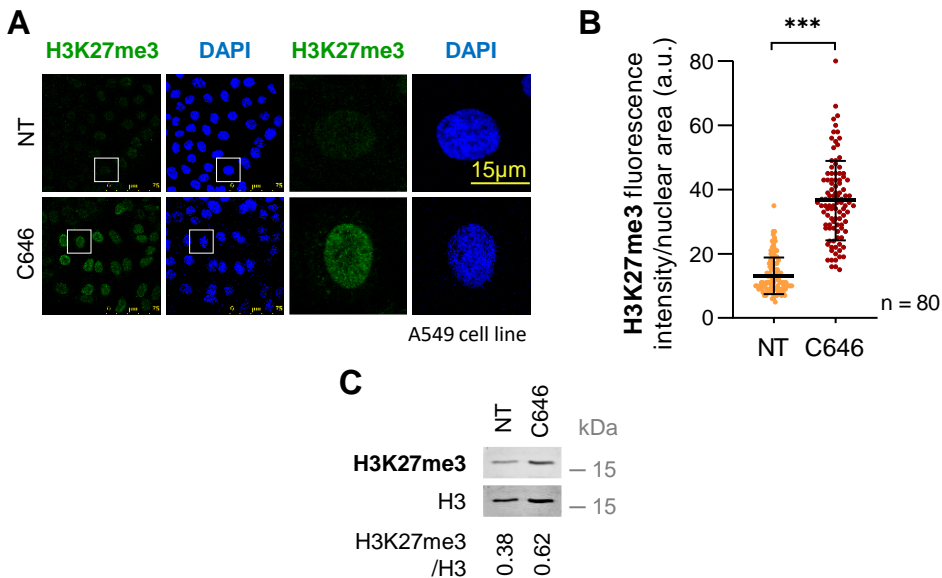 A
H3K27me3 DAPI H3K27me3 DAPI
NT
15µm
C646
A549 cell line
B
***
H3K27me3 fluorescence
intensity/nuclear area (a.u.)
80
60
40
20
0
n = 80
NT C646
C
NT C646 kDa
H3K27me3 — 15
H3 — 15
H3K27me3
/H3
0.38 0.62